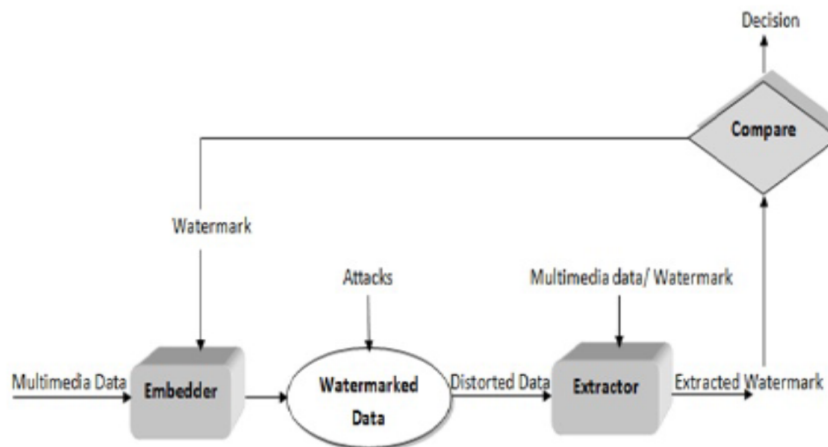 Decision
Compare
Watermark
Attacks
Multimedia data/ Watermark
Multimedia Data
Embedder
Watermarked
Data
Distorted Data
Extractor
Extracted Watermark